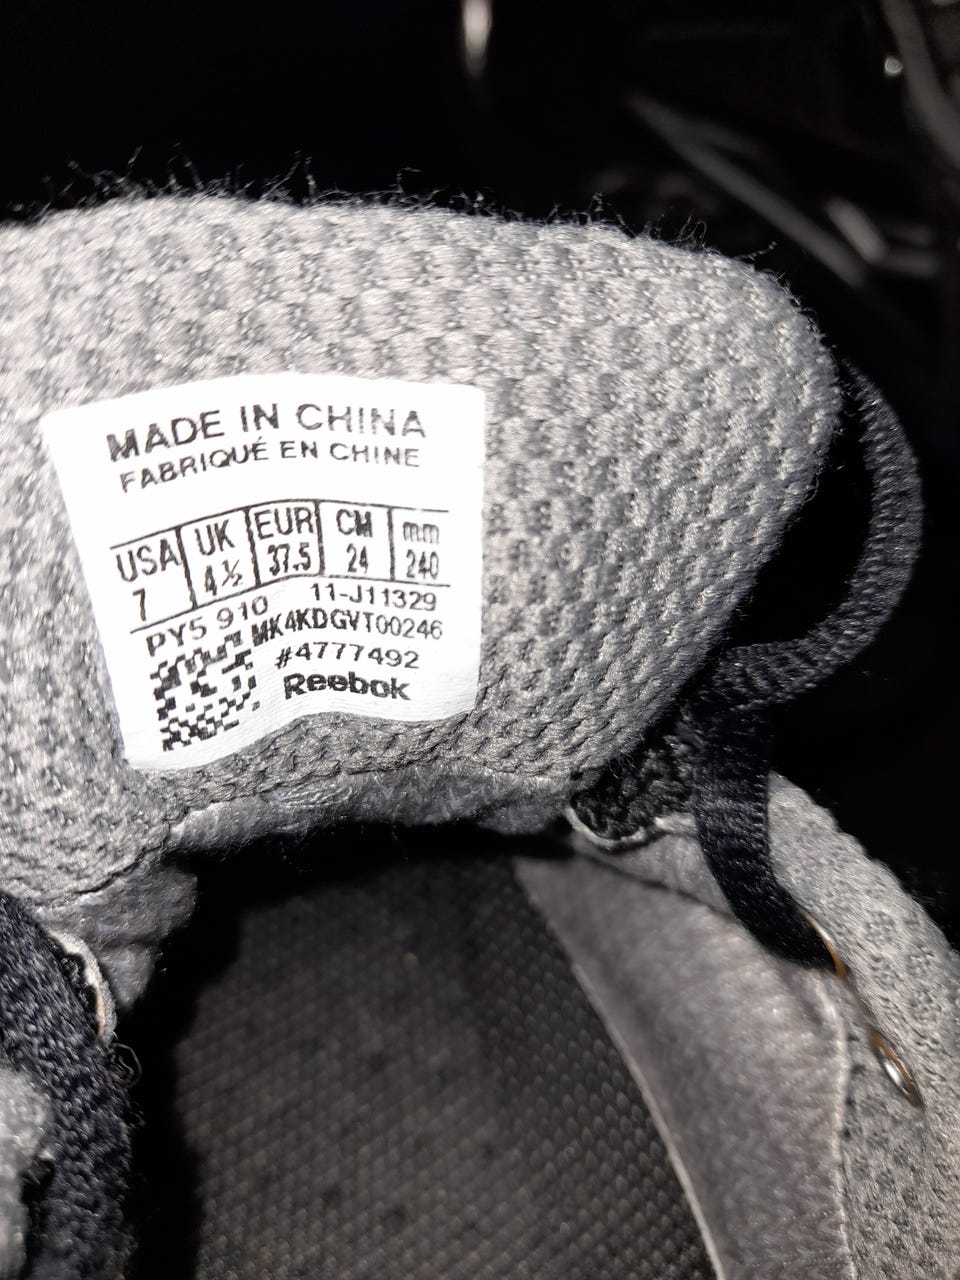 MADE IN CHINA
FABRIQUÉ EN CHINE
USA UK EUR CM mm
7 4 ½ 37.5 24 240
PY5 910 11-J11329
MK4KDGVT00246
#4777492
Reebok